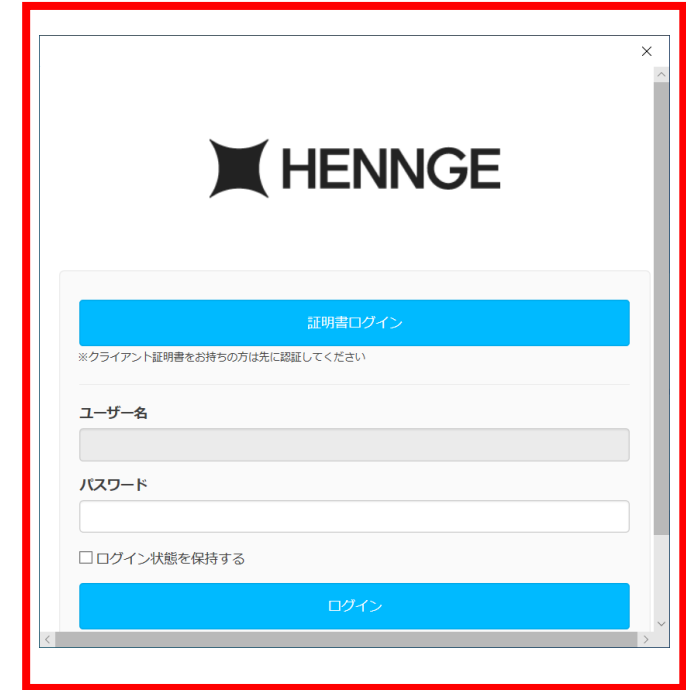 HENNGE
証明書ログイン
※クライアント証明書をお持ちの方は先に認証してください
ユーザー名
パスワード
ログイン状態を保持する
ログイン